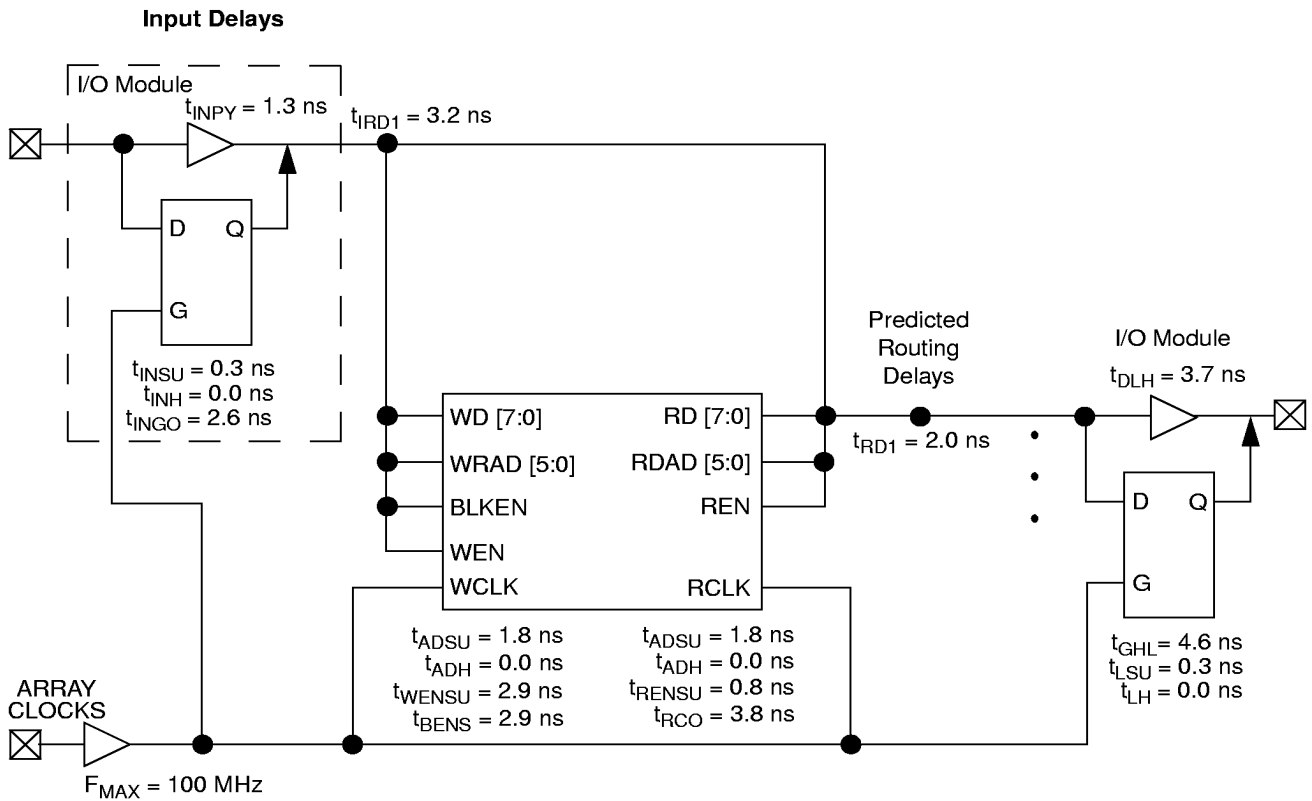 Input Delays
I/O Module
tINPY = 1.3 ns
tIRD1 = 3.2 ns
D
Q
G
tINSU = 0.3 ns
tINH = 0.0 ns
tINGO = 2.6 ns
Predicted
Routing
Delays
I/O Module
tDLH = 3.7 ns
WD [7:0]
RD [7:0]
tRD1 = 2.0 ns
WRAD [5:0]
RDAD [5:0]
BLKEN
REN
WEN
WCLK
RCLK
D
Q
G
tADSU = 1.8 ns
tADH = 0.0 ns
tWENSU = 2.9 ns
tBENS = 2.9 ns
tADSU = 1.8 ns
tADH = 0.0 ns
tRENSU = 0.8 ns
tRCO = 3.8 ns
tGHL= 4.6 ns
tLSU = 0.3 ns
tLH = 0.0 ns
ARRAY
CLOCKS
FMAX = 100 MHz